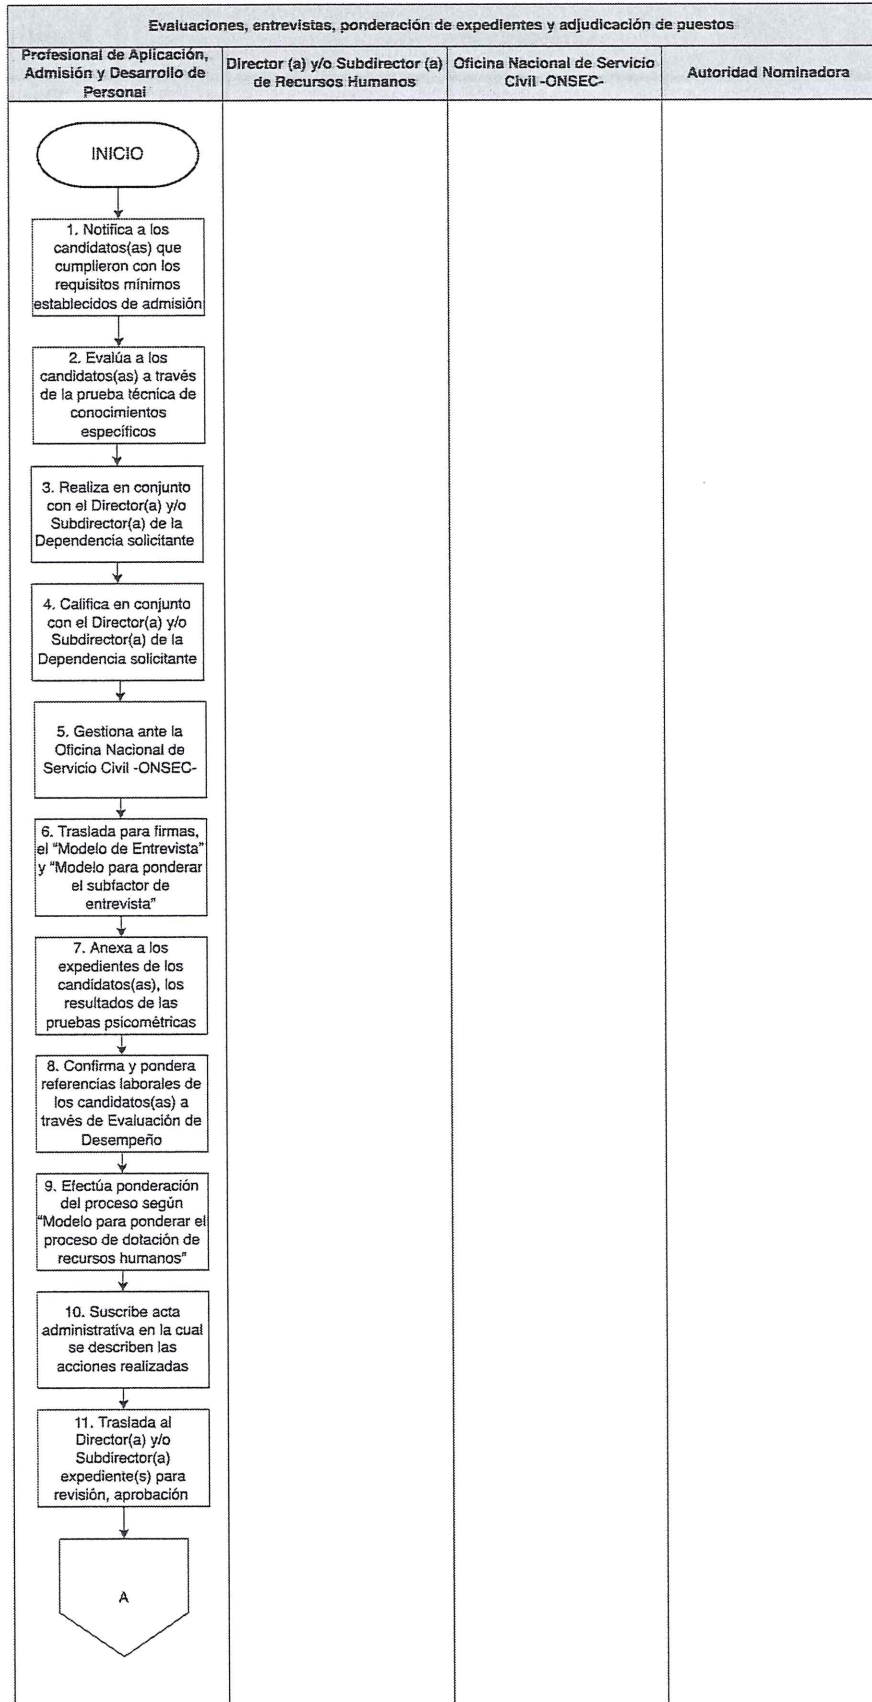 Evaluaciones, entrevistas, ponderación de expedientes y adjudicación de puestos
Profesional de Aplicación,
Admisión y Desarrollo de
Personal
Director (a) y/o Subdirector (a)
de Recursos Humanos
Oficina Nacional de Servicio
Civil -ONSEC-
Autoridad Nominadora
INICIO
1. Notifica a los
candidatos(as) que
cumplieron con los
requisitos mínimos
establecidos de admisión
2. Evalúa a los
candidatos(as) a través
de la prueba técnica de
conocimientos
específicos
3. Realiza en conjunto
con el Director(a) y/o
Subdirector(a) de la
Dependencia solicitante
4. Califica en conjunto
con el Director(a) y/o
Subdirector(a) de la
Dependencia solicitante
5. Gestiona ante la
Oficina Nacional de
Servicio Civil -ONSEC-
6. Traslada para firmas,
el "Modelo de Entrevista"
y "Modelo para ponderar
el subfactor de
entrevista"
7. Anexa a los
expedientes de los
candidatos(as), los
resultados de las
pruebas psicométricas
8. Confirma y pondera
referencias laborales de
los candidatos(as) a
través de Evaluación de
Desempeño
9. Efectúa ponderación
del proceso según
"Modelo para ponderar el
proceso de dotación de
recursos humanos"
10. Suscribe acta
administrativa en la cual
se describen las
acciones realizadas
11. Traslada al
Director(a) y/o
Subdirector(a)
expediente(s) para
revisión, aprobación
A